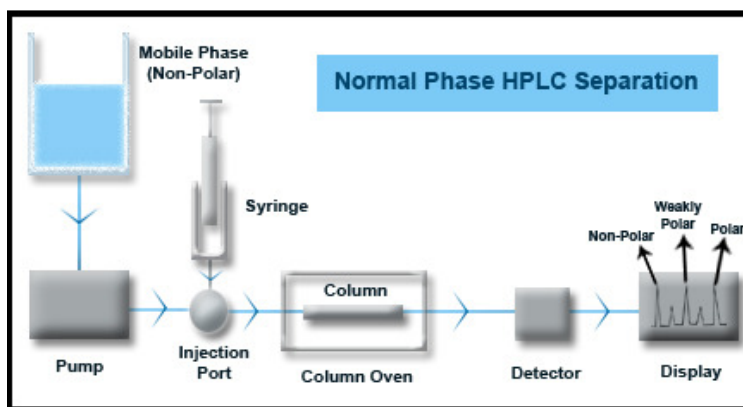 Mobile Phase
(Non-Polar)
Normal Phase HPLC Separation
Syringe
Weakly
Polar
Non-Polar
Polar
Column
Pump
Injection
Port
Column Oven
Detector
Display